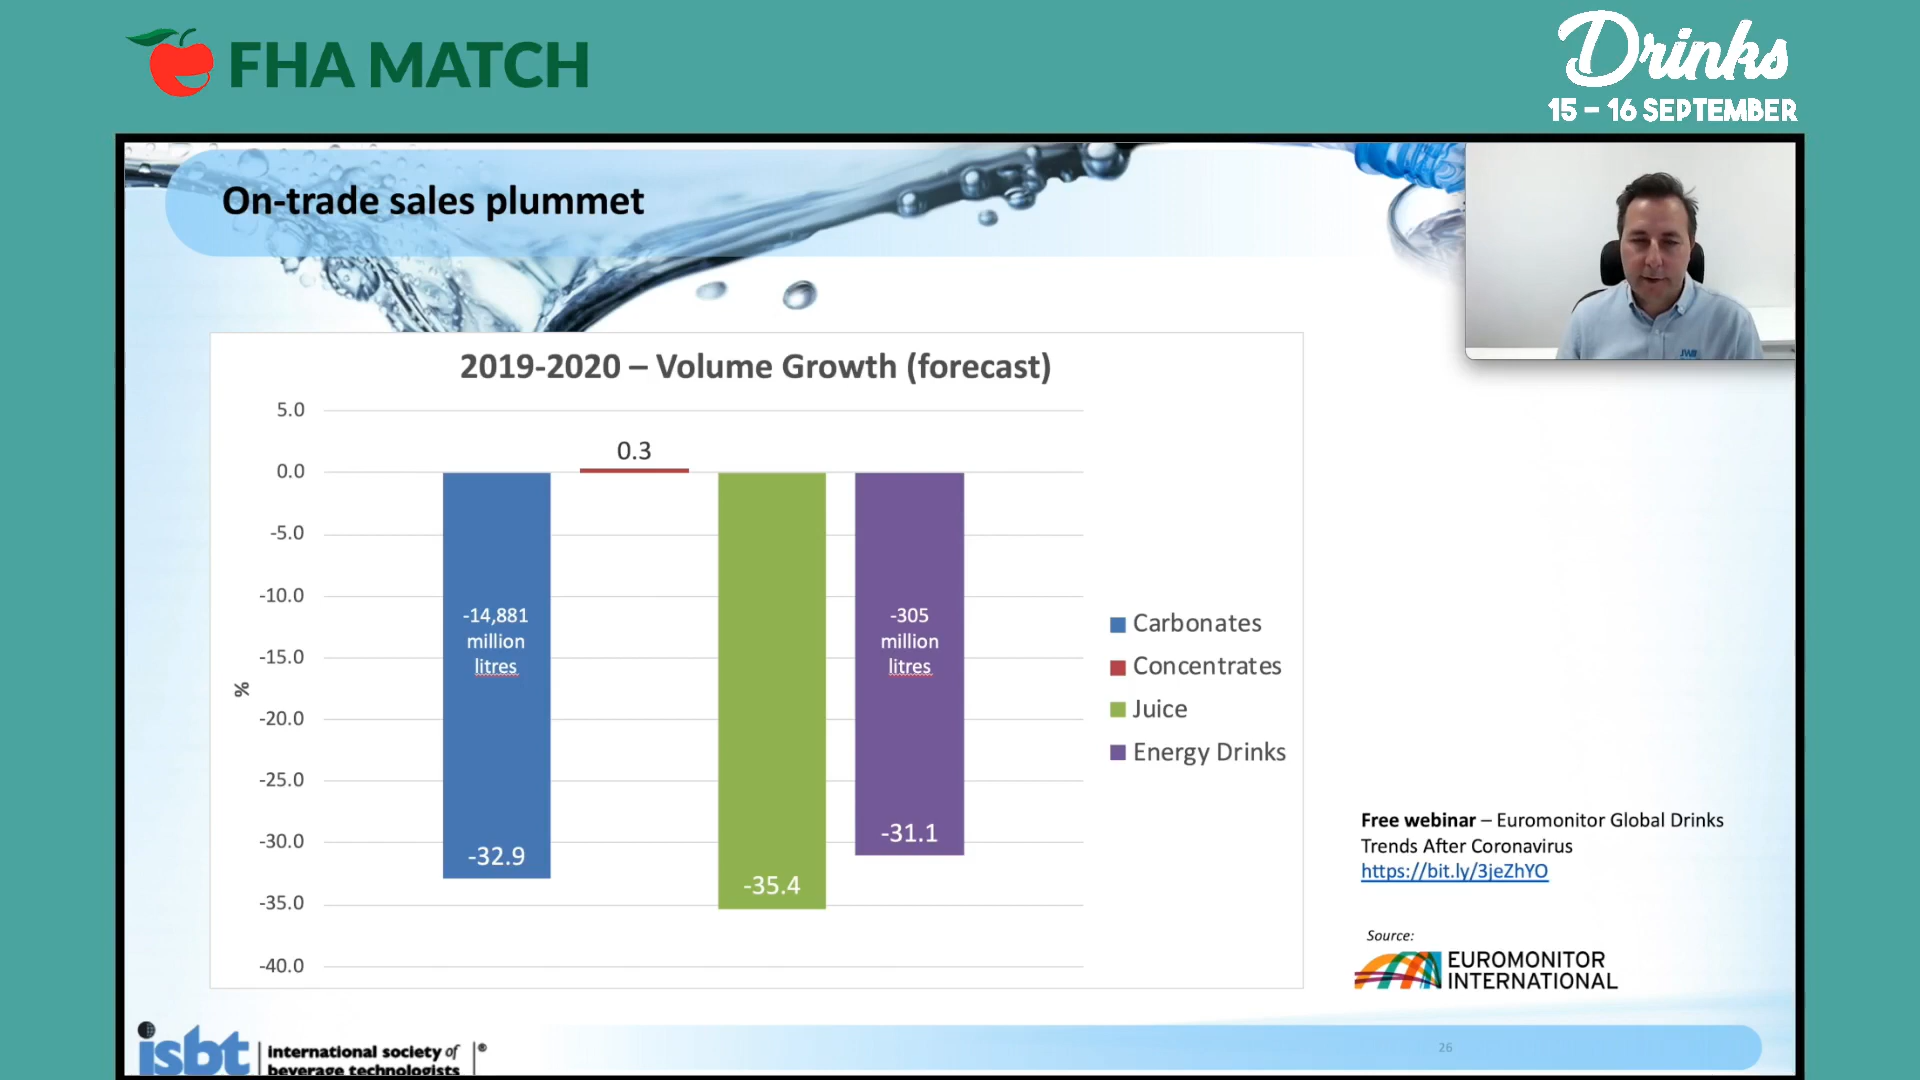 FHA MATCH
Drinks
15 – 16 SEPTEMBER
On-trade sales plummet
2019-2020 – Volume Growth (forecast)
5.0
0.0
-5.0
-10.0
-15.0
-20.0
-25.0
-30.0
-35.0
-40.0
%
0.3
-14,881
million
litres
-305
million
litres
-32.9
-35.4
-31.1
Carbonates
Concentrates
Juice
Energy Drinks
Free webinar – Euromonitor Global Drinks
Trends After Coronavirus
https://bit.ly/3jeZhYO
Source:
EUROMONITOR
INTERNATIONAL
isbt
international society of
beverage technologists
®
26